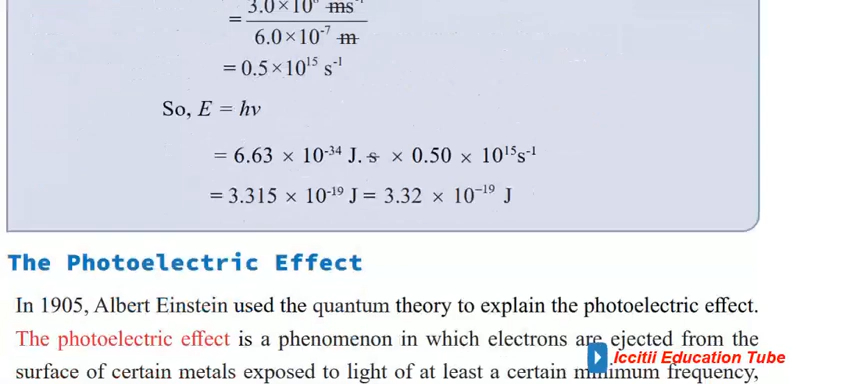 3.0×10⁸ m̶s̶⁻¹
=
6.0×10⁻⁷ m̶
= 0.5×10¹⁵ s⁻¹
So, E = hν
= 6.63 × 10⁻³⁴ J. s̶ × 0.50 × 10¹⁵s⁻¹
= 3.315 × 10⁻¹⁹ J = 3.32 × 10⁻¹⁹ J
The Photoelectric Effect
In 1905, Albert Einstein used the quantum theory to explain the photoelectric effect.
The photoelectric effect is a phenomenon in which electrons are ejected from the
surface of certain metals exposed to light of at least a certain minimum frequency,
.Iccitii Education Tube